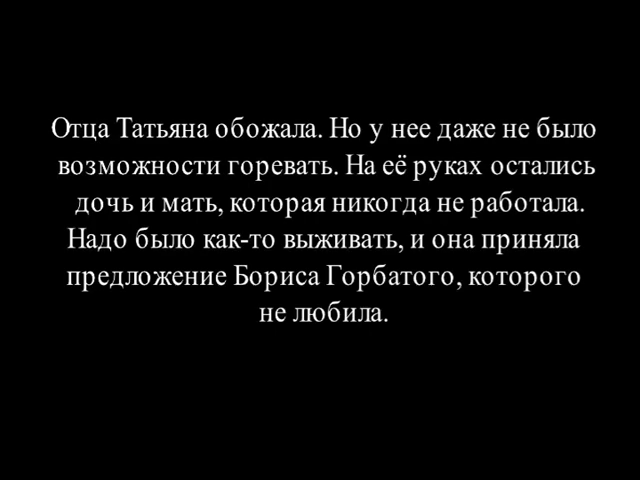 Отца Татьяна обожала. Но у нее даже не было
возможности горевать. На её руках остались
дочь и мать, которая никогда не работала.
Надо было как-то выживать, и она приняла
предложение Бориса Горбатого, которого
не любила.